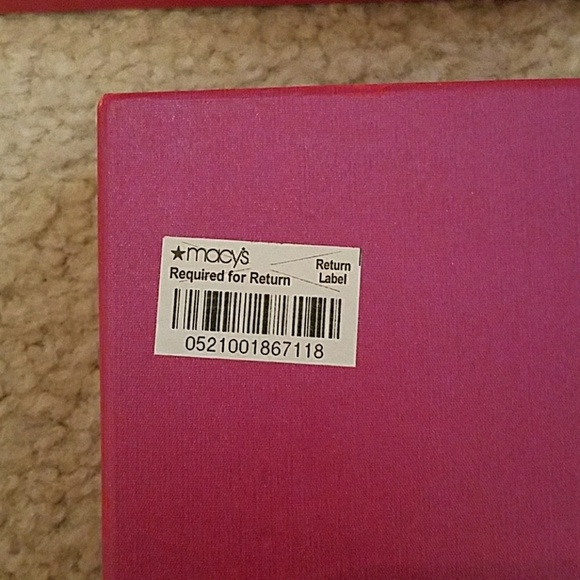 ★macy's
Required for Return
Return
Label
0521001867118